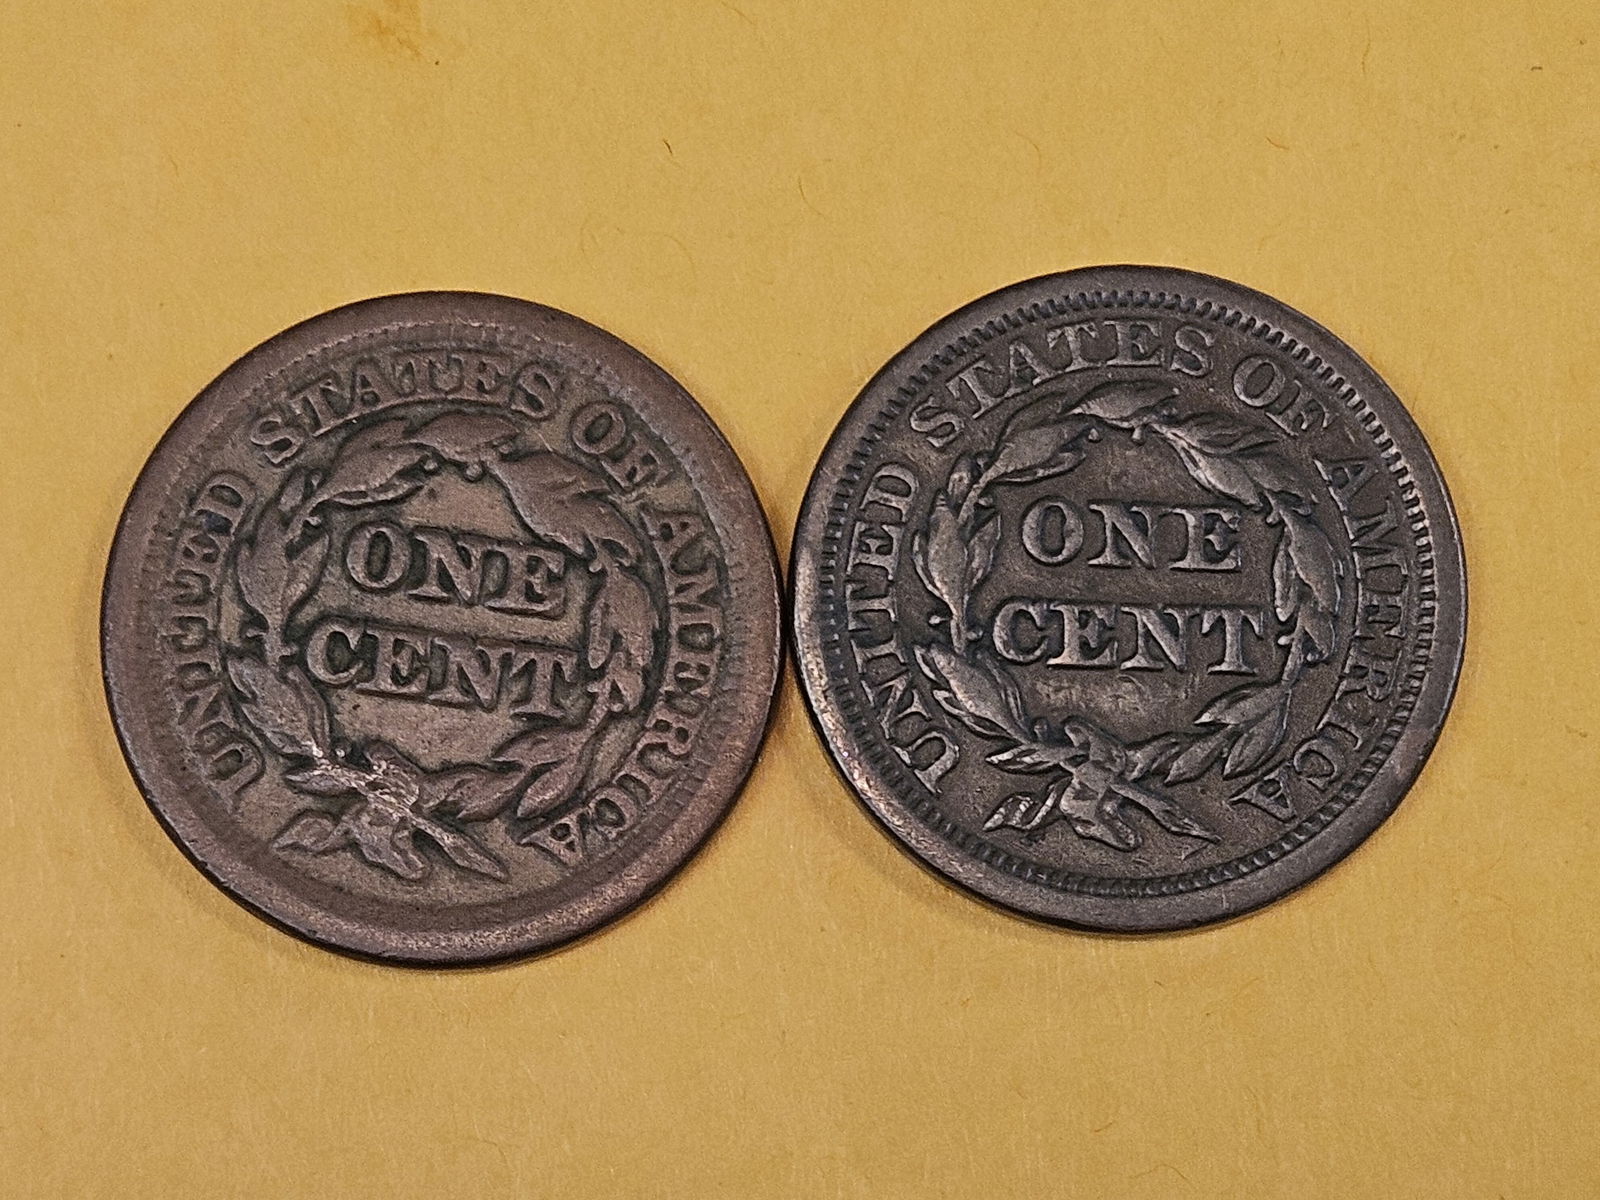 UNITED STATES OF AMERICA
ONE
CENT
UNITED STATES OF AMERICA
ONE
CENT